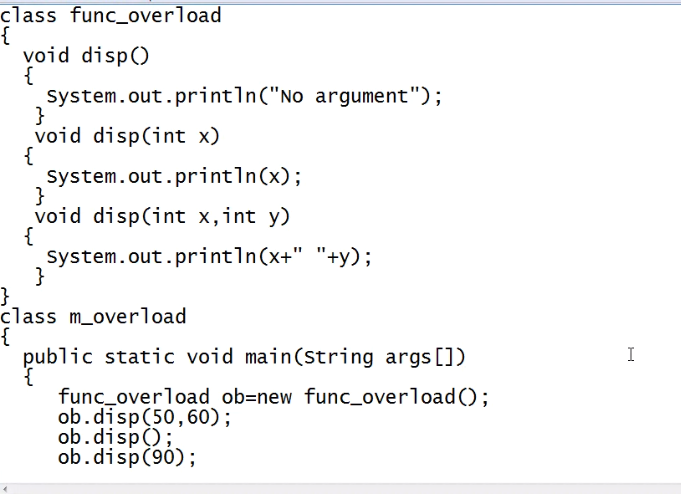 class func_overload
{
  void disp()
  {
    System.out.println("No argument");
   }
   void disp(int x)
  {
    System.out.println(x);
   }
   void disp(int x,int y)
  {
    System.out.println(x+" "+y);
   }
}
class m_overload
{
  public static void main(String args[])
  {
     func_overload ob=new func_overload();
     ob.disp(50,60);
     ob.disp();
     ob.disp(90);